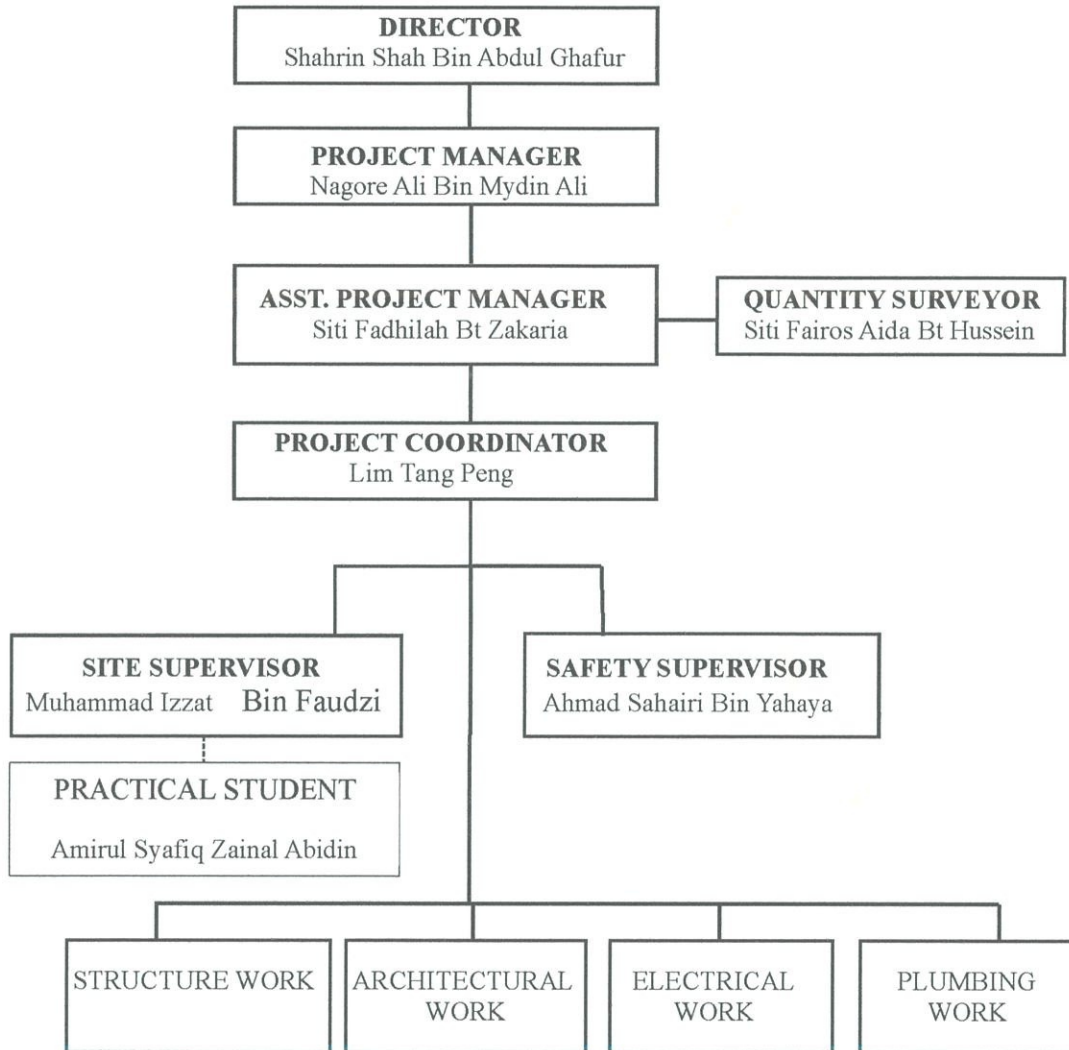 DIRECTOR
Shahrin Shah Bin Abdul Ghafur
PROJECT MANAGER
Nagore Ali Bin Mydin Ali
ASST. PROJECT MANAGER
Siti Fadhilah Bt Zakaria
QUANTITY SURVEYOR
Siti Fairos Aida Bt Hussein
PROJECT COORDINATOR
Lim Tang Peng
SITE SUPERVISOR
Muhammad Izzat Bin Faudzi
SAFETY SUPERVISOR
Ahmad Sahairi Bin Yahaya
PRACTICAL STUDENT
Amirul Syafiq Zainal Abidin
STRUCTURE WORK
ARCHITECTURAL
WORK
ELECTRICAL
WORK
PLUMBING
WORK